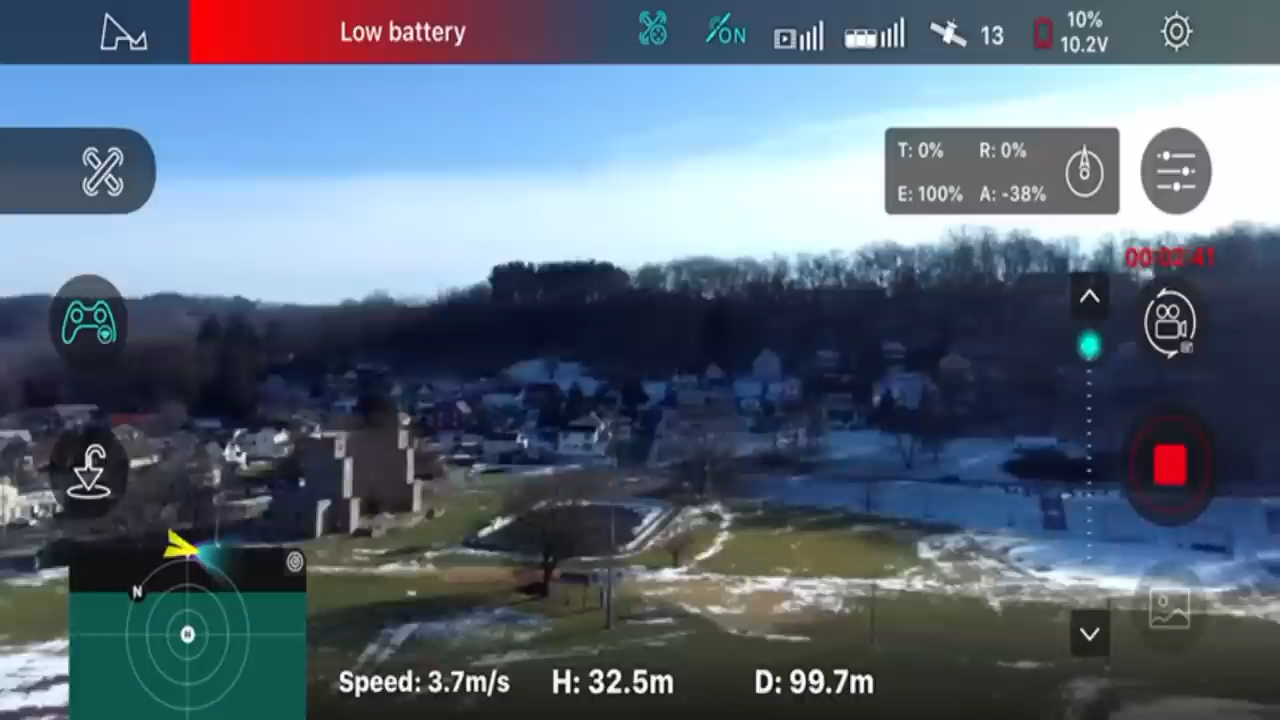 Low battery
ON
13
10%
10.2V
T: 0% R: 0%
E: 100% A: -38%
00:02:41
N
H
Speed: 3.7m/s H: 32.5m D: 99.7m